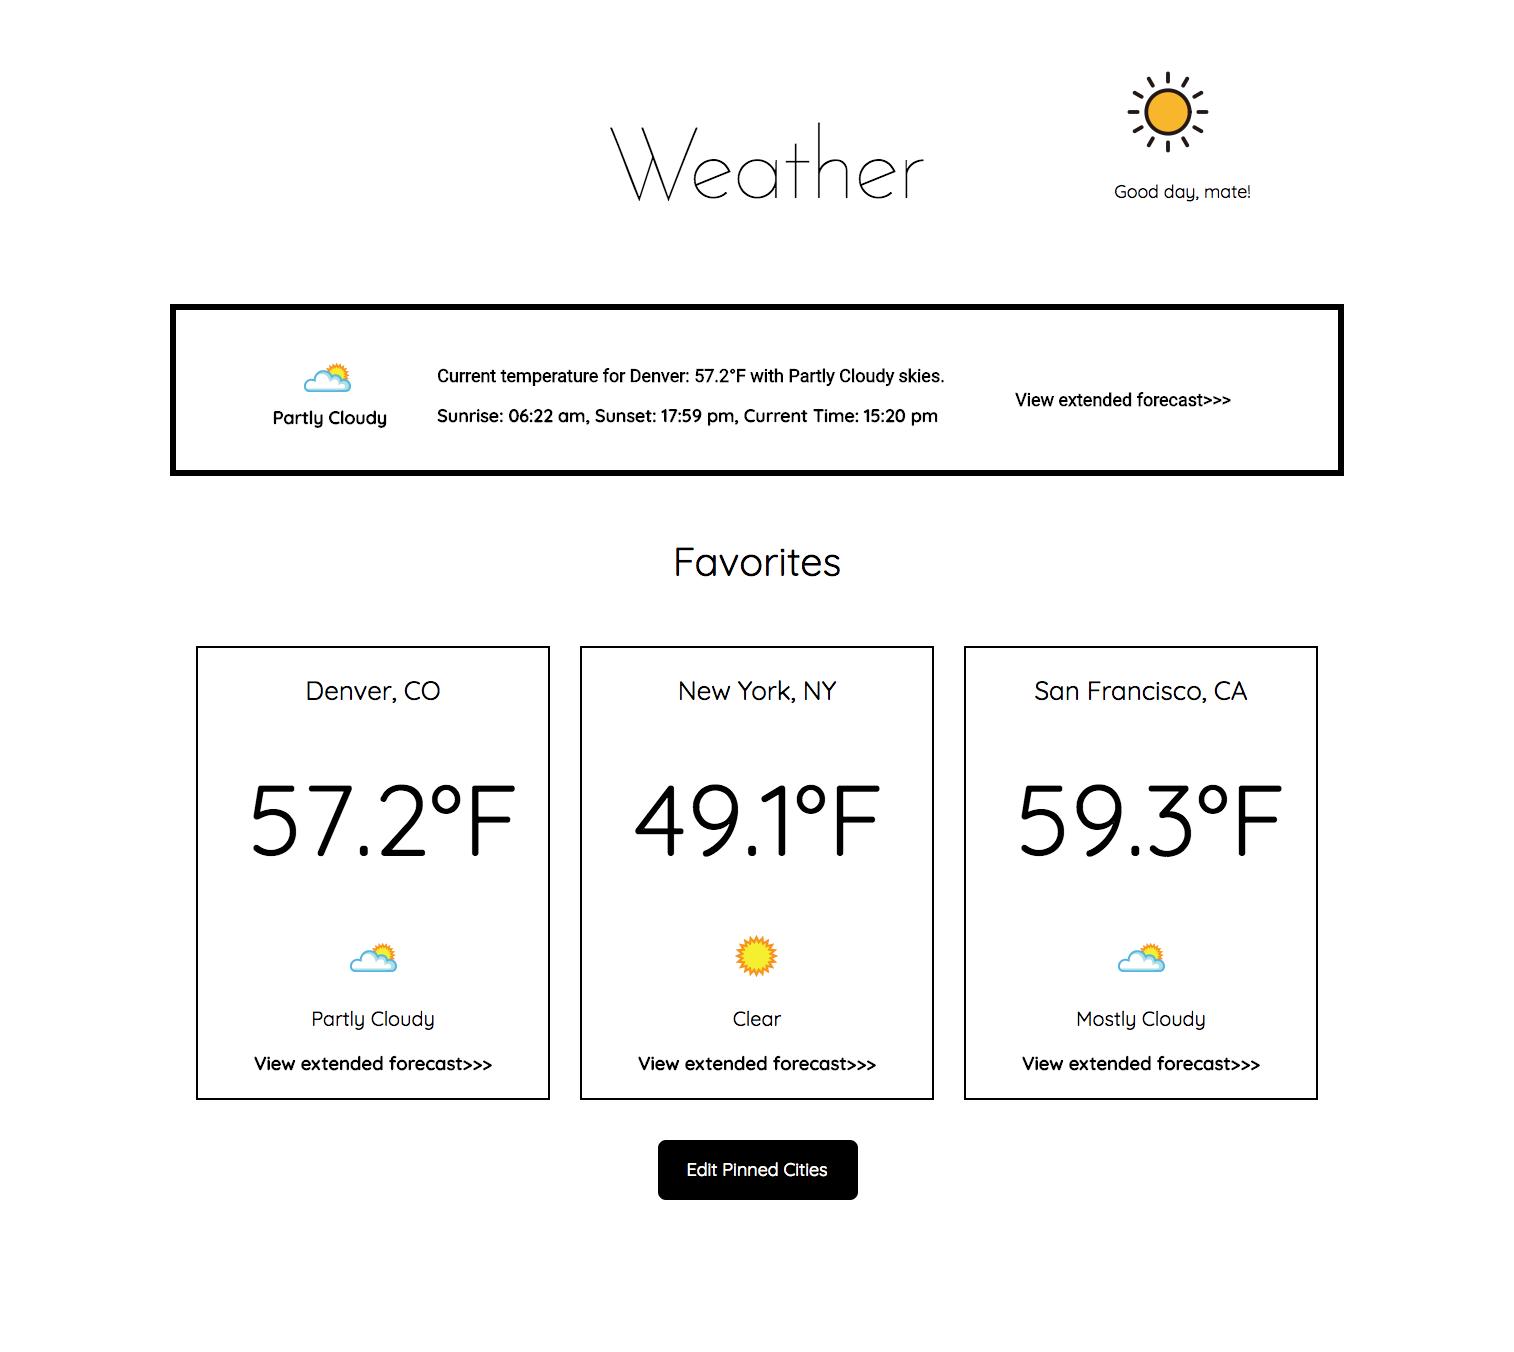 Weather
Good day, mate!
Partly Cloudy
Current temperature for Denver: 57.2°F with Partly Cloudy skies.
Sunrise: 06:22 am, Sunset: 17:59 pm, Current Time: 15:20 pm
View extended forecast>>>
Favorites
Denver, CO
57.2°F
Partly Cloudy
View extended forecast>>>
New York, NY
49.1°F
Clear
View extended forecast>>>
San Francisco, CA
59.3°F
Mostly Cloudy
View extended forecast>>>
Edit Pinned Cities